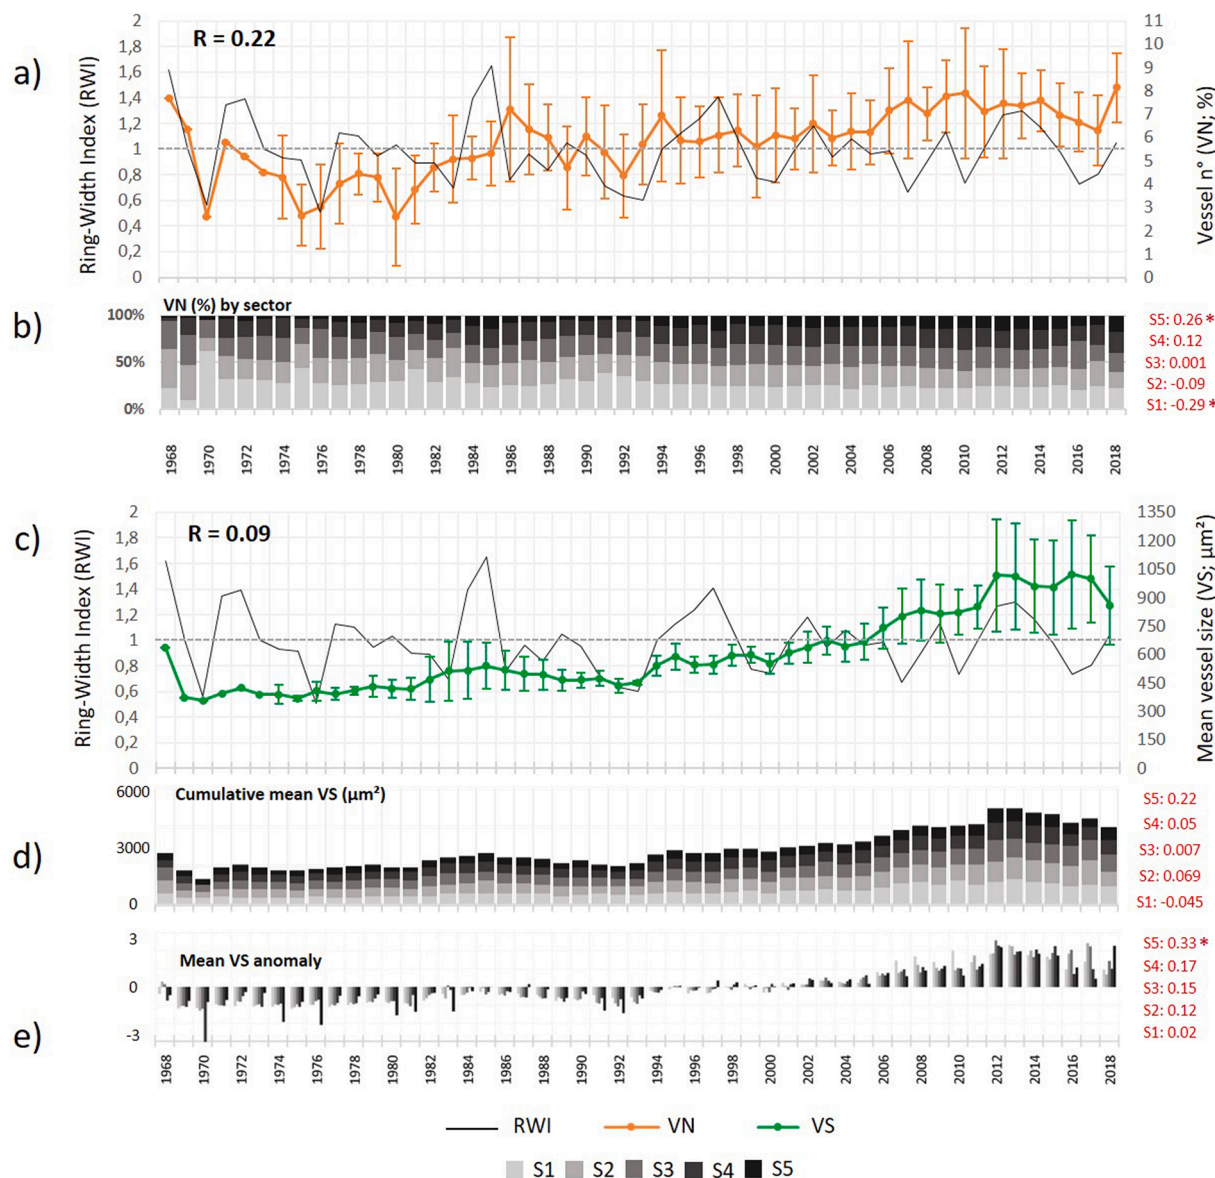 a)
Ring-Width Index (RWI)
R = 0.22
2
1,8
1,6
1,4
1,2
1
0,8
0,6
0,4
0,2
0
11
10
9
8
7
6
5
4
3
2
1
0
Vessel n° (VN; %)
b)
VN (%) by sector
100%
50%
0%
S5: 0.26 *
S4: 0.12
S3: 0.001
S2: -0.09
S1: -0.29 *
1968 1970 1972 1974 1976 1978 1980 1982 1984 1986 1988 1990 1992 1994 1996 1998 2000 2002 2004 2006 2008 2010 2012 2014 2016 2018
c)
Ring-Width Index (RWI)
R = 0.09
2
1,8
1,6
1,4
1,2
1
0,8
0,6
0,4
0,2
0
1350
1200
1050
900
750
600
450
300
150
0
Mean vessel size (VS; µm²)
d)
Cumulative mean VS (µm²)
6000
3000
0
S5: 0.22
S4: 0.05
S3: 0.007
S2: 0.069
S1: -0.045
e)
Mean VS anomaly
3
0
-3
S5: 0.33 *
S4: 0.17
S3: 0.15
S2: 0.12
S1: 0.02
1968 1970 1972 1974 1976 1978 1980 1982 1984 1986 1988 1990 1992 1994 1996 1998 2000 2002 2004 2006 2008 2010 2012 2014 2016 2018
RWI VN VS
S1 S2 S3 S4 S5